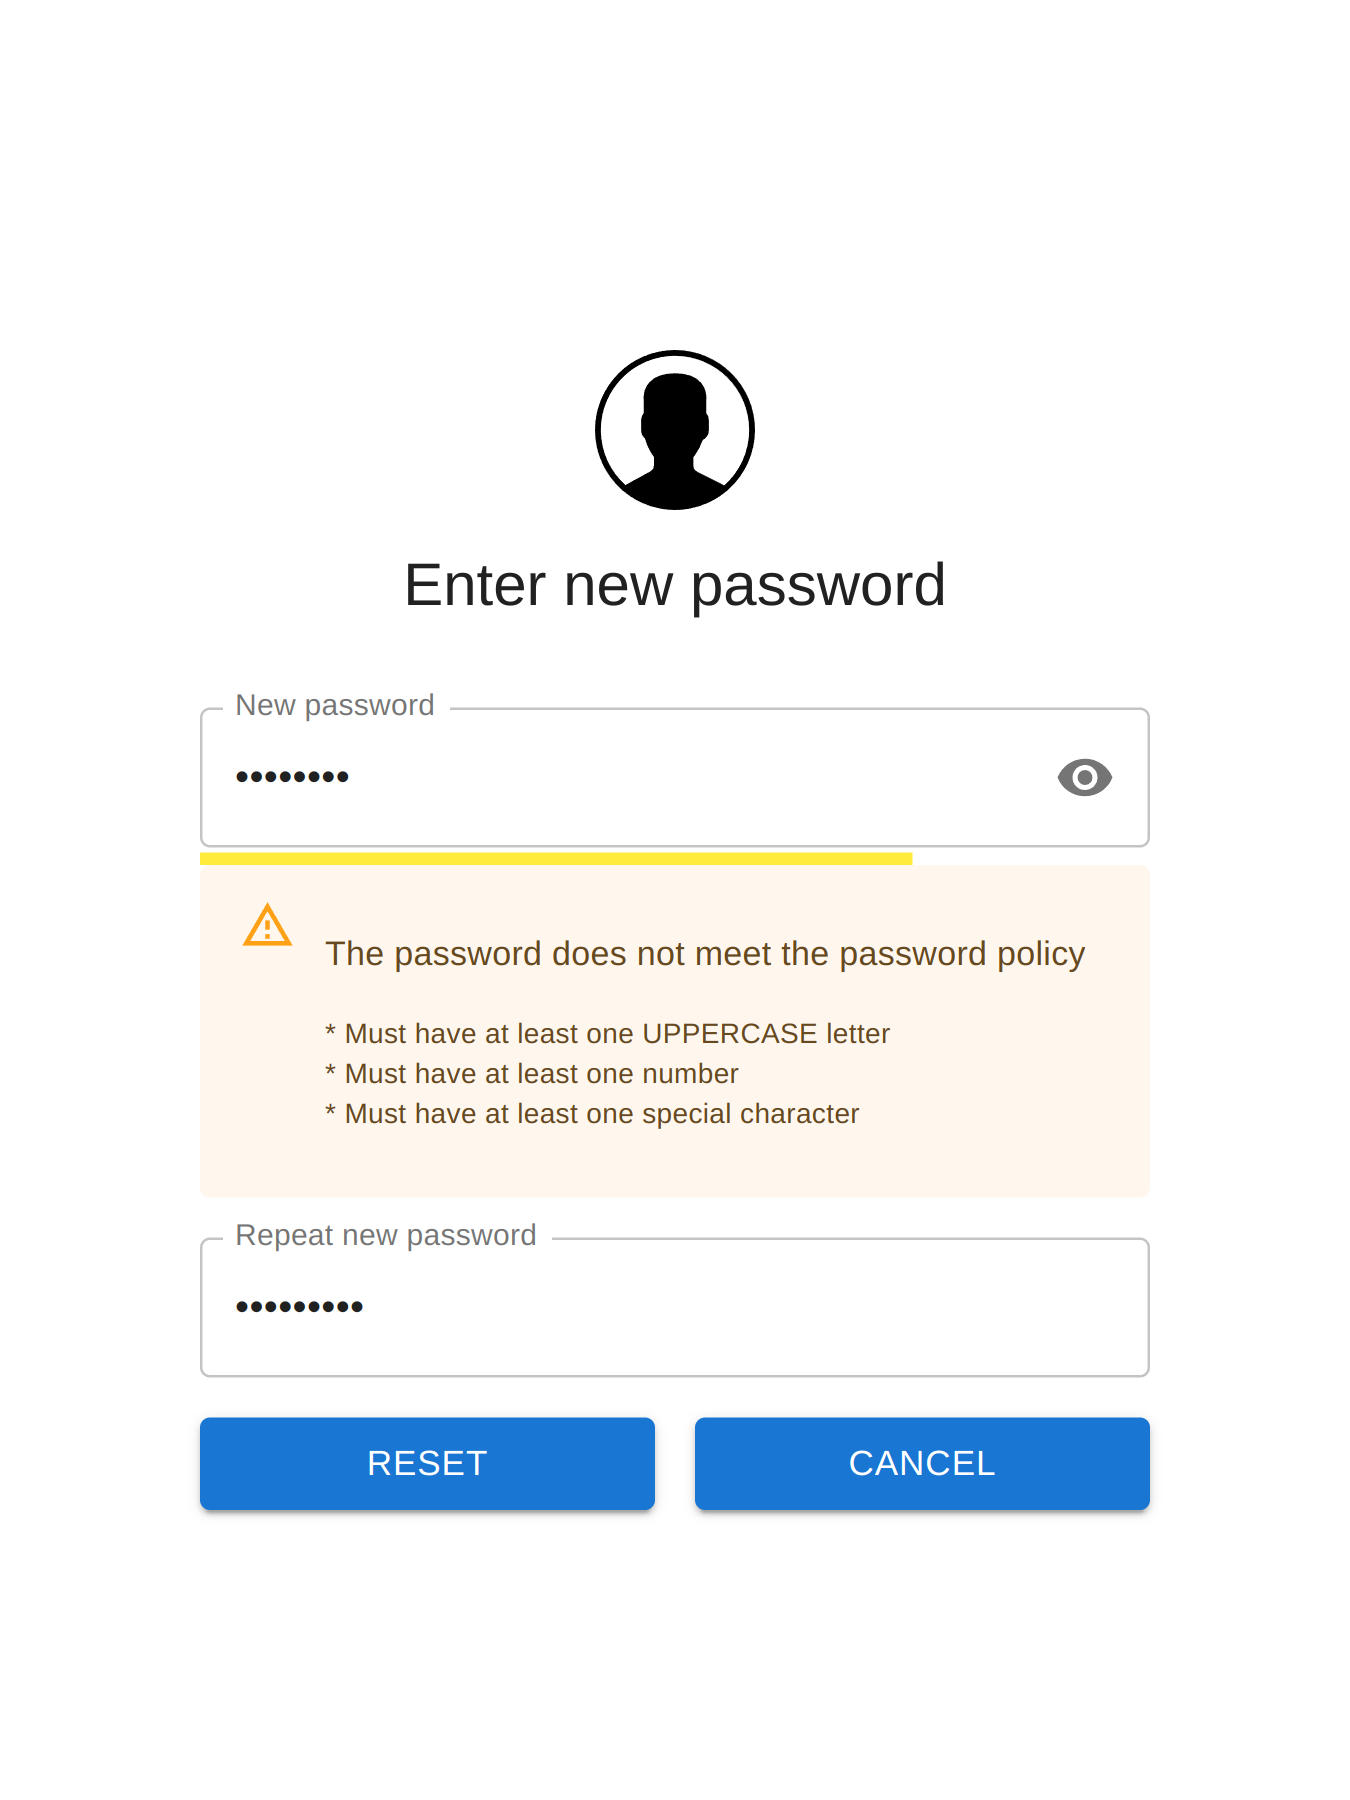 Enter new password
New password
••••••••
The password does not meet the password policy
* Must have at least one UPPERCASE letter
* Must have at least one number
* Must have at least one special character
Repeat new password
•••••••••
RESET
CANCEL